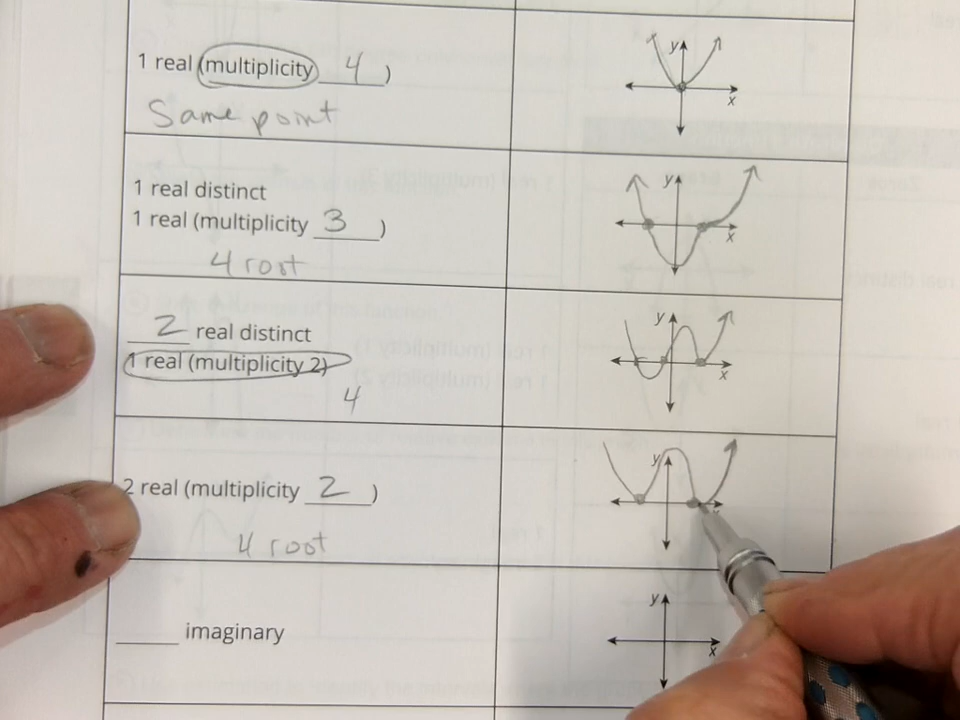 1 real (multiplicity 4)
y
x
Same point
1 real distinct
1 real (multiplicity 3)
y
x
4 root
2 real distinct
1 real (multiplicity 2)
y
x
4
2 real (multiplicity 2)
y
4 root
____ imaginary
y
x